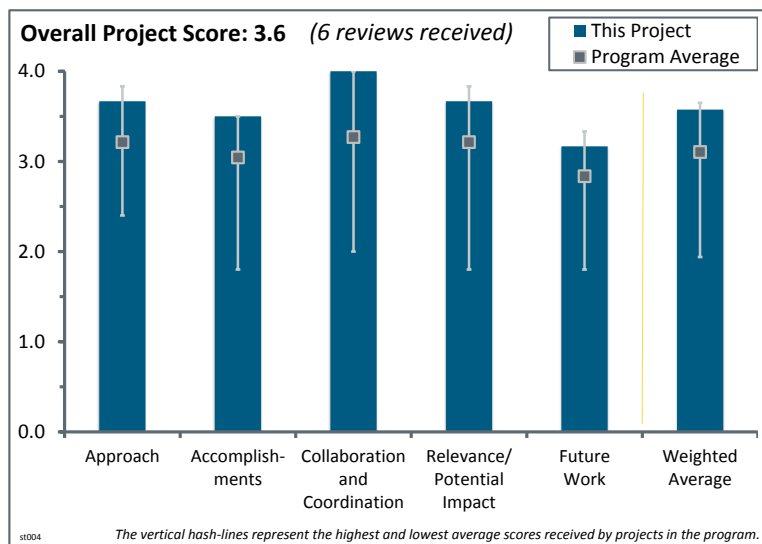 Overall Project Score: 3.6 (6 reviews received)
This Project
Program Average
4.0
3.0
2.0
1.0
0.0
Approach
Accomplish-
ments
Collaboration
and
Coordination
Relevance/
Potential
Impact
Future
Work
Weighted
Average
st004
The vertical hash-lines represent the highest and lowest average scores received by projects in the program.